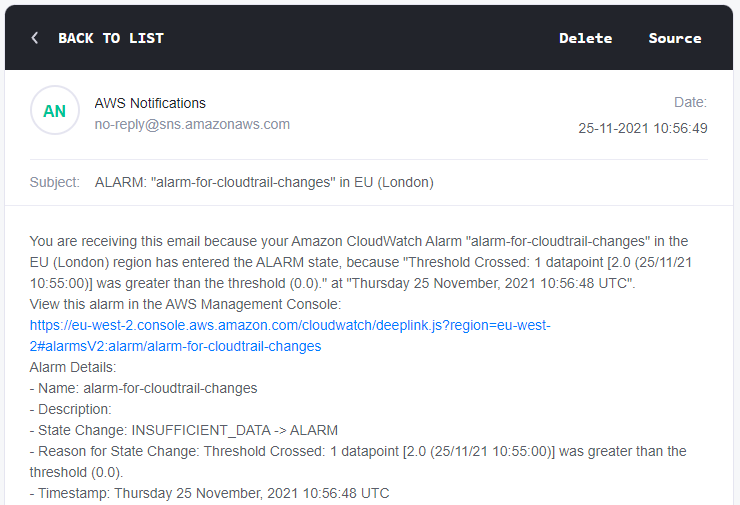 BACK TO LIST
Delete
Source
AN
AWS Notifications
no-reply@sns.amazonaws.com
Date:
25-11-2021 10:56:49
Subject: ALARM: "alarm-for-cloudtrail-changes" in EU (London)
You are receiving this email because your Amazon CloudWatch Alarm "alarm-for-cloudtrail-changes" in the
EU (London) region has entered the ALARM state, because "Threshold Crossed: 1 datapoint [2.0 (25/11/21
10:55:00)] was greater than the threshold (0.0)." at "Thursday 25 November, 2021 10:56:48 UTC".
View this alarm in the AWS Management Console:
https://eu-west-2.console.aws.amazon.com/cloudwatch/deeplink.js?region=eu-west-
2#alarmsV2:alarm/alarm-for-cloudtrail-changes
Alarm Details:
- Name: alarm-for-cloudtrail-changes
- Description:
- State Change: INSUFFICIENT_DATA -> ALARM
- Reason for State Change: Threshold Crossed: 1 datapoint [2.0 (25/11/21 10:55:00)] was greater than the
threshold (0.0).
- Timestamp: Thursday 25 November, 2021 10:56:48 UTC